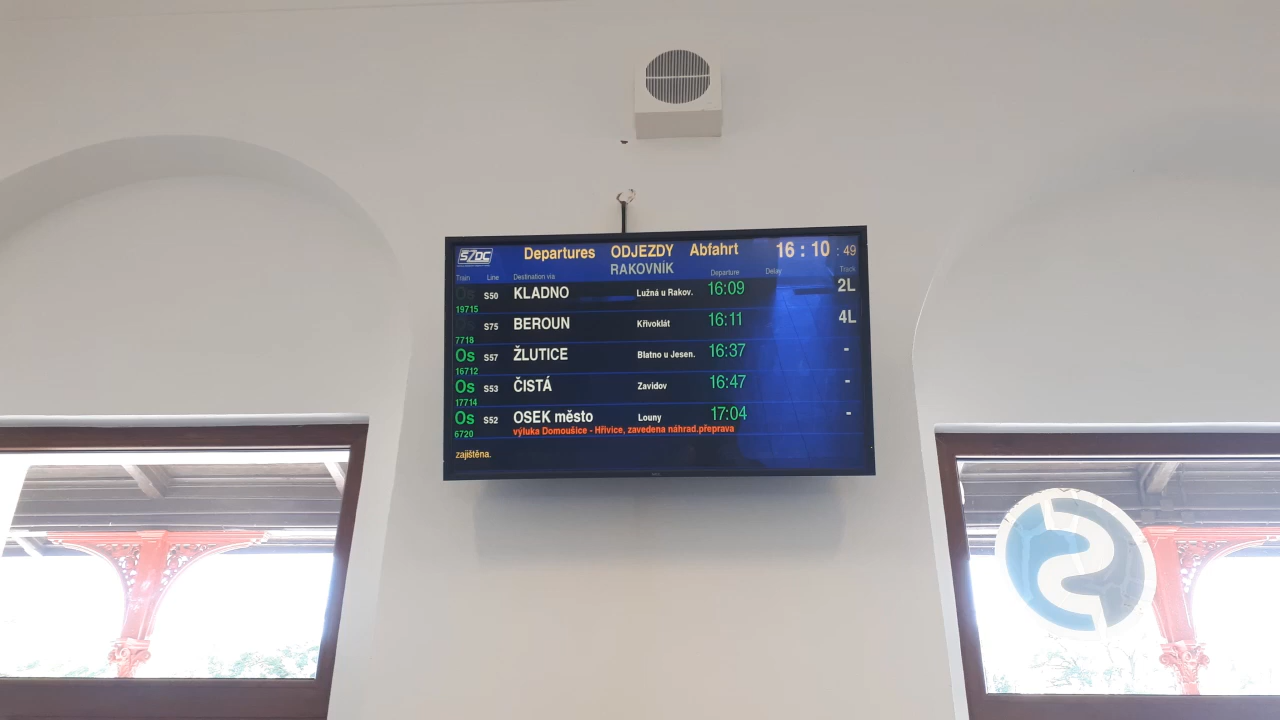 SŽDC Departures ODJEZDY Abfahrt 16 : 10 : 49
RAKOVNÍK
Train Line Destination via Departure Delay Track
Os S50 KLADNO Lužná u Rakov. 16:09 2L
19715
Os S75 BEROUN Křivoklát 16:11 4L
7718
Os S57 ŽLUTICE Blatno u Jesen. 16:37 -
16712
Os S53 ČISTÁ Zavidov 16:47 -
17714
Os S52 OSEK město Louny 17:04 -
6720 výluka Domoušice - Hřivice, zavedena náhrad.přeprava
zajištěna.